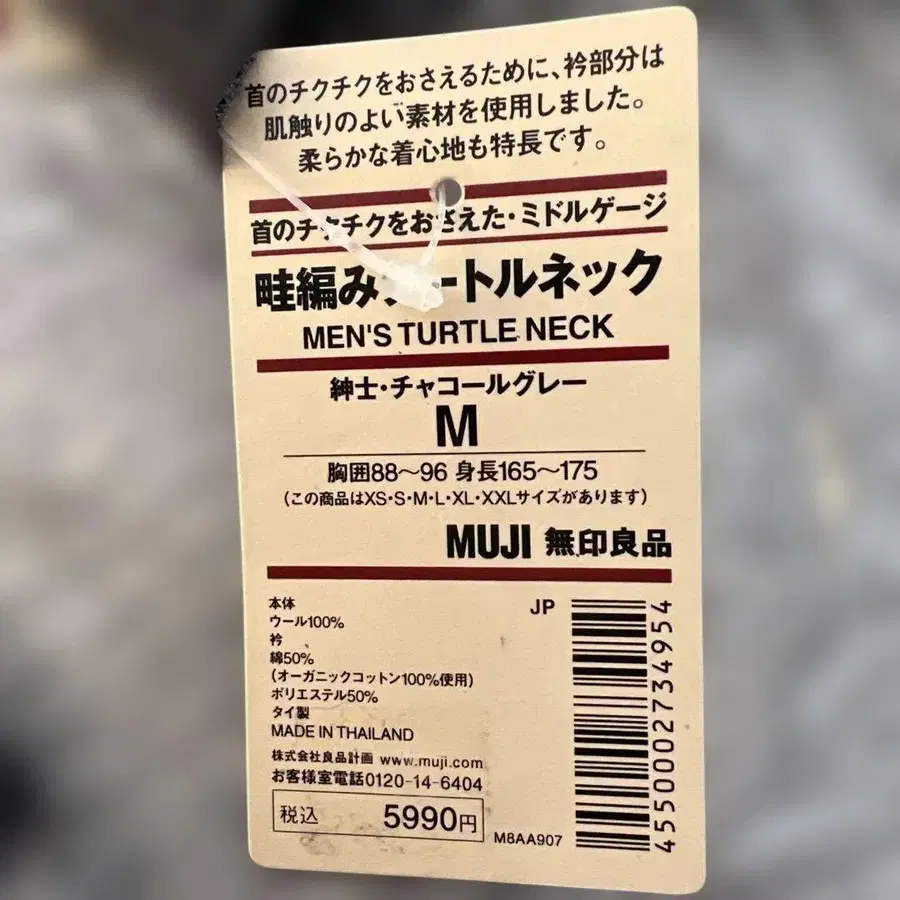 首のチクチクをおさえるために、衿部分は
肌触りのよい素材を使用しました。
柔らかな着心地も特長です。
首のチクチクをおさえた・ミドルゲージ
畦編みタートルネック
MEN'S TURTLE NECK
紳士・チャコールグレー
M
胸囲88〜96 身長165〜175
(この商品はXS・S・M・L・XL・XXLサイズがあります)
MUJI 無印良品
本体
ウール100%
衿
綿50%
(オーガニックコットン100%使用)
ポリエステル50%
タイ製
MADE IN THAILAND
株式会社良品計画 www.muji.com
お客様室電話0120-14-6404
税込 5990円
M8AA907
JP
4550002734954